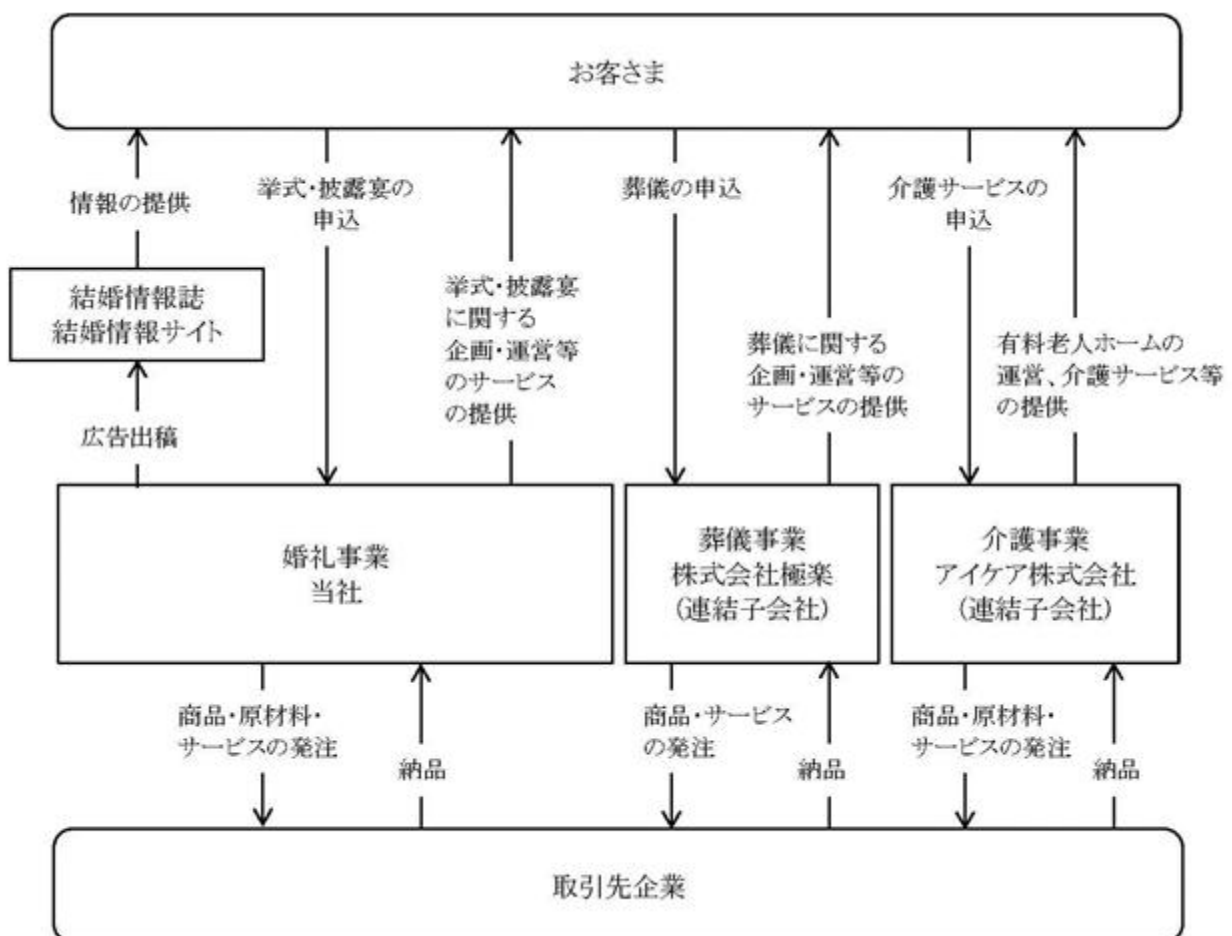 お客さま
情報の提供
挙式・披露宴の
申込
葬儀の申込
介護サービスの
申込
結婚情報誌
結婚情報サイト
挙式・披露宴
に関する
企画・運営等
のサービス
の提供
葬儀に関する
企画・運営等の
サービスの提供
有料老人ホームの
運営、介護サービス等
の提供
広告出稿
婚礼事業
当社
葬儀事業
株式会社極楽
(連結子会社)
介護事業
アイケア株式会社
(連結子会社)
商品・原材料・
サービスの発注
納品
商品・サービス
の発注
納品
商品・原材料・
サービスの発注
納品
取引先企業